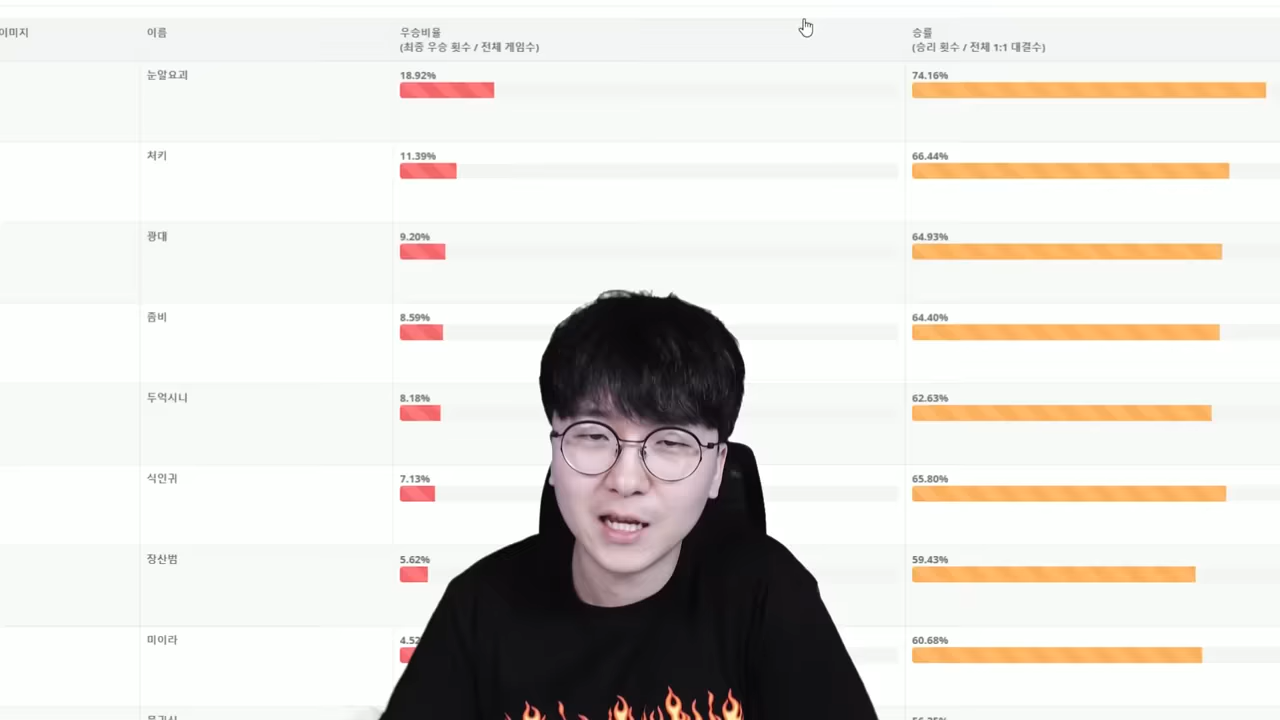 이미지
이름
우승비율
(최종 우승 횟수 / 전체 게임수)
승률
(승리 횟수 / 전체 1:1 대결수)
눈알요괴
18.92%
74.16%
처키
11.39%
66.44%
광대
9.20%
64.93%
좀비
8.59%
64.40%
두억시니
8.18%
62.63%
식인귀
7.13%
65.80%
장산범
5.62%
59.43%
미이라
4.52
60.68%